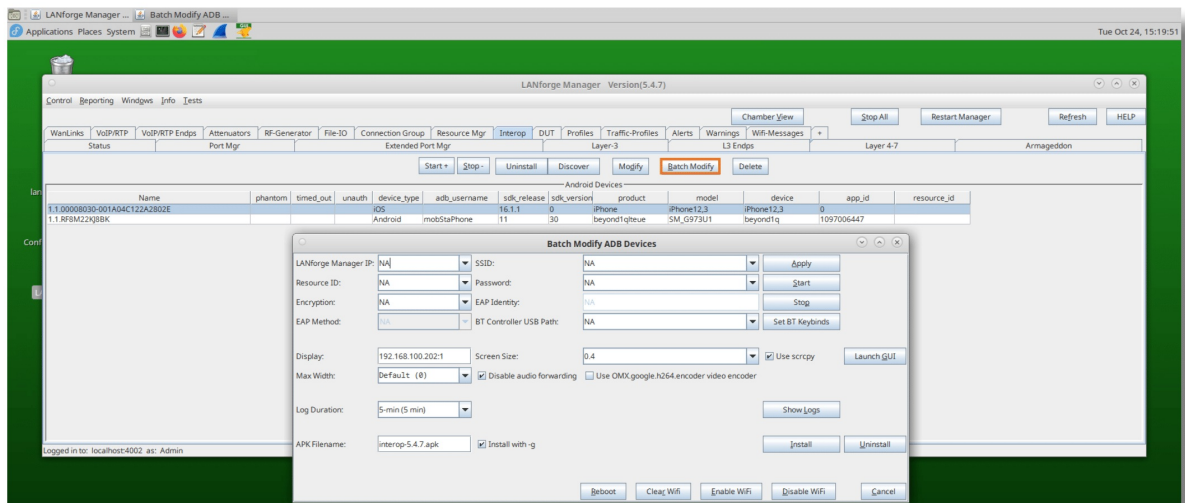 LANforge Manager ... Batch Modify ADB ...
Applications Places System Tue Oct 24, 15:19:51
LANforge Manager Version(5.4.7)
Control Reporting Windows Info Tests
Chamber View Stop All Restart Manager Refresh HELP
WanLinks VoIP/RTP VoIP/RTP Endps Attenuators RF-Generator File-IO Connection Group Resource Mgr Interop DUT Profiles Traffic-Profiles Alerts Warnings Wifi-Messages +
Status Port Mgr Extended Port Mgr Layer-3 L3 Endps Layer 4-7 Armageddon
Start + Stop - Uninstall Discover Modify Batch Modify Delete
Android Devices
Name phantom timed_out unauth device_type adb_username sdk_release sdk_version product model device app_id resource_id
1.1.00008030-001A04C122A2802E iOS 16.1.1 0 iPhone iPhone12,3 iPhone12,3 0
1.1.RF8M22KJ8BK Android mobStaPhone 11 30 beyond1qlteue SM_G973U1 beyond1q 1097006447
lan
Conf
Batch Modify ADB Devices
LANforge Manager IP: NA SSID: NA Apply
Resource ID: NA Password: NA Start
Encryption: NA EAP Identity: NA Stop
EAP Method: NA BT Controller USB Path: NA Set BT Keybinds
Display: 192.168.100.202:1 Screen Size: 0.4 Use scrcpy Launch GUI
Max Width: Default (0) Disable audio forwarding Use OMX.google.h264.encoder video encoder
Log Duration: 5-min (5 min) Show Logs
APK Filename: interop-5.4.7.apk Install with -g Install Uninstall
Logged in to: localhost:4002 as: Admin
Reboot Clear Wifi Enable WiFi Disable WiFi Cancel